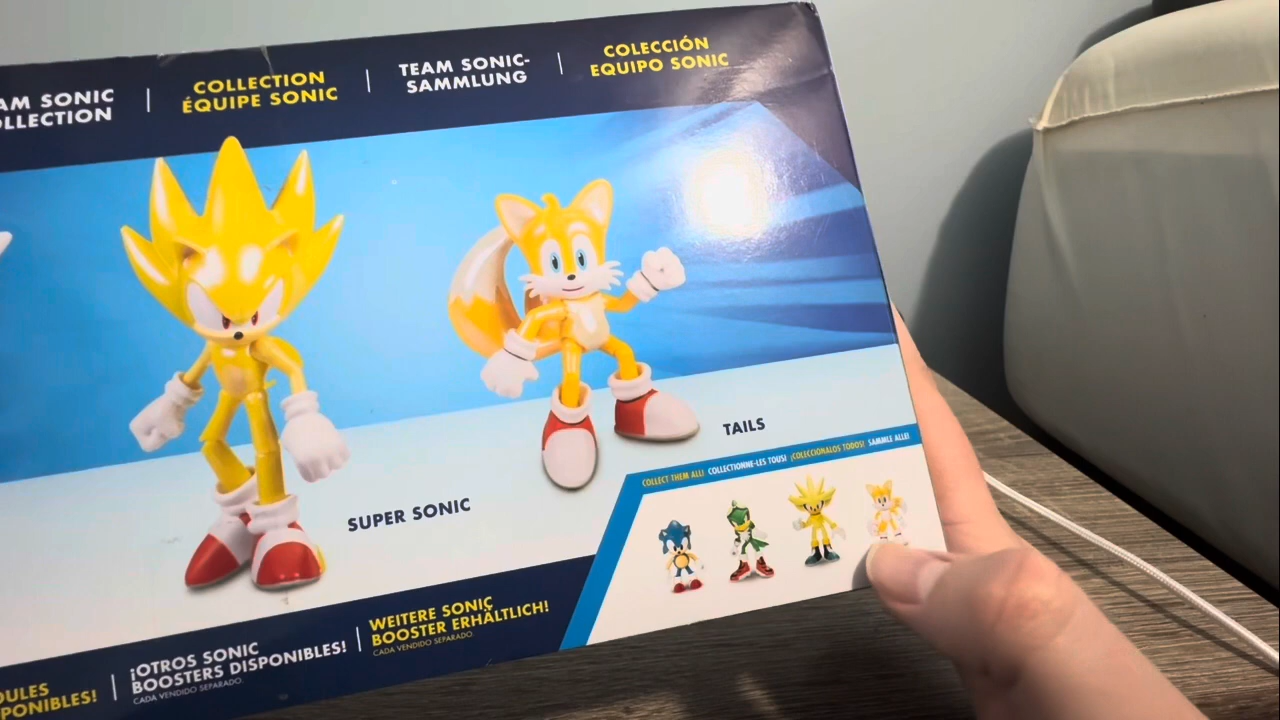 AM SONIC
OLLECTION
COLLECTION
ÉQUIPE SONIC
TEAM SONIC-
SAMMLUNG
COLECCIÓN
EQUIPO SONIC
SUPER SONIC
TAILS
COLLECT THEM ALL! COLLECTIONNE-LES TOUS! ¡COLECCIÓNALOS TODOS! SAMMLE ALLE!
DULES
PONIBLES!
¡OTROS SONIC
BOOSTERS DISPONIBLES!
CADA VENDIDO SEPARADO.
WEITERE SONIC
BOOSTER ERHÄLTLICH!
CADA VENDIDO SEPARADO.